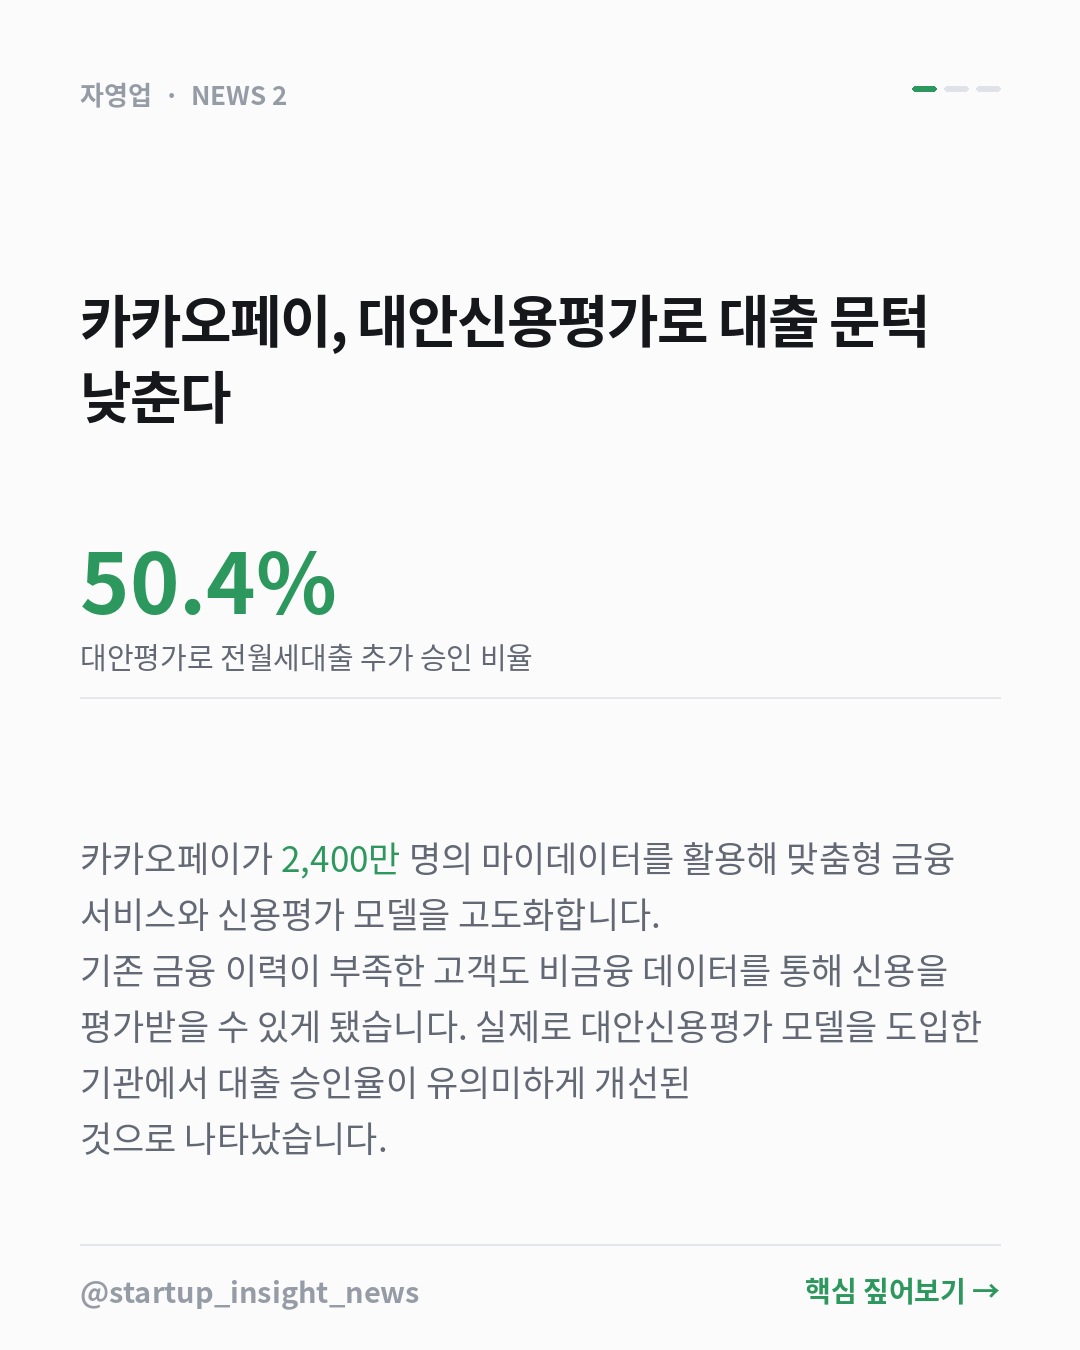 자영업 · NEWS 2
카카오페이, 대안신용평가로 대출 문턱
낮춘다
50.4%
대안평가로 전월세대출 추가 승인 비율
카카오페이가 2,400만 명의 마이데이터를 활용해 맞춤형 금융
서비스와 신용평가 모델을 고도화합니다.
기존 금융 이력이 부족한 고객도 비금융 데이터를 통해 신용을
평가받을 수 있게 됐습니다. 실제로 대안신용평가 모델을 도입한
기관에서 대출 승인율이 유의미하게 개선된
것으로 나타났습니다.
@startup_insight_news
핵심 짚어보기 →